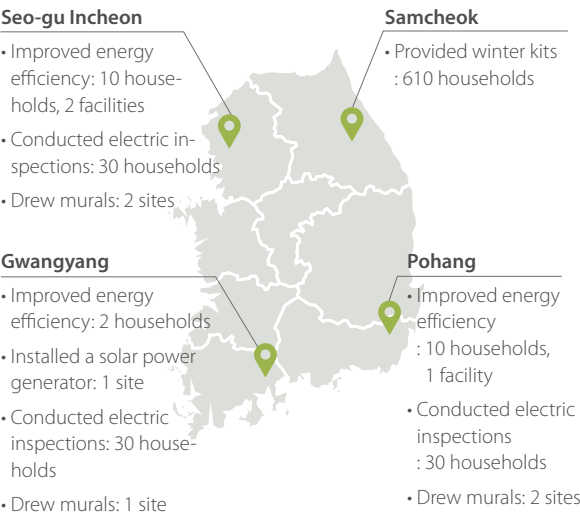 Seo-gu Incheon
• Improved energy
efficiency: 10 house-
holds, 2 facilities
• Conducted electric in-
spections: 30 households
• Drew murals: 2 sites
Samcheok
• Provided winter kits
: 610 households
Gwangyang
• Improved energy
efficiency: 2 households
• Installed a solar power
generator: 1 site
• Conducted electric
inspections: 30 house-
holds
• Drew murals: 1 site
Pohang
• Improved energy
efficiency
: 10 households,
1 facility
• Conducted electric
inspections
: 30 households
• Drew murals: 2 sites